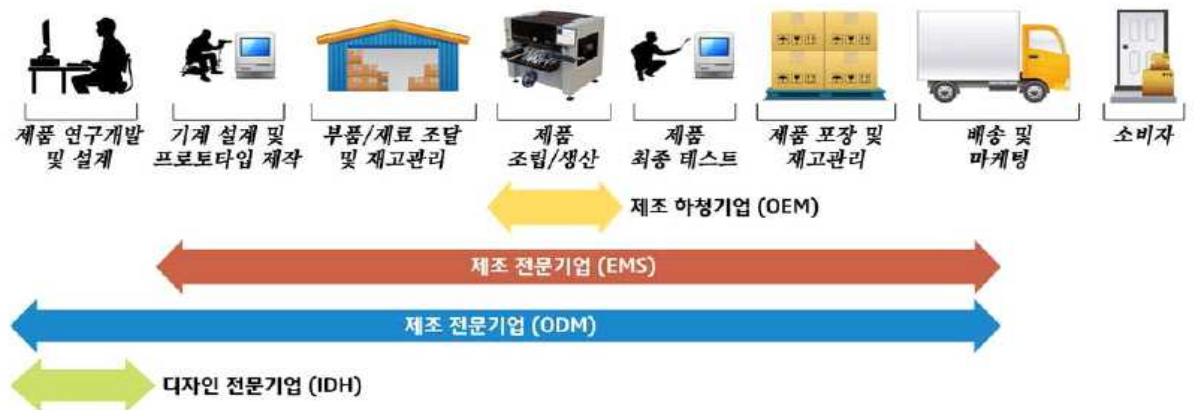 제품 연구개발
및 설계
기계 설계 및
프로토타입 제작
부품/재료 조달
및 재고관리
제품
조립/생산
제품
최종 테스트
제품 포장 및
재고관리
배송 및
마케팅
소비자
제조 하청기업 (OEM)
제조 전문기업 (EMS)
제조 전문기업 (ODM)
디자인 전문기업 (IDH)